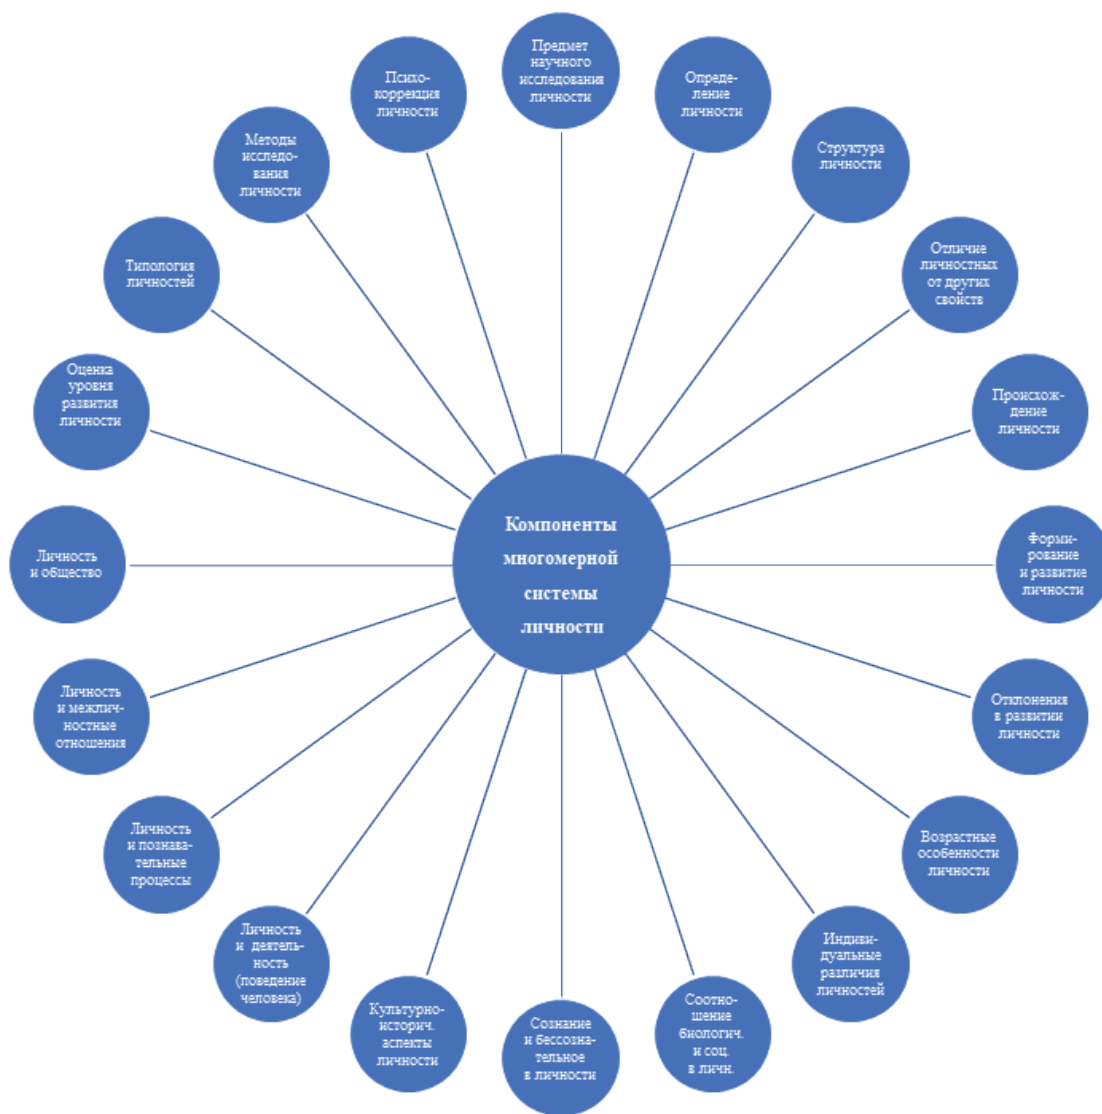 Предмет
научного
исследования
личности
Опреде-
ление
личности
Структура
личности
Отличие
личностных
от других
свойств
Происхож-
дение
личности
Форми-
рование
и развитие
личности
Отклонения
в развитии
личности
Возрастные
особенности
личности
Индиви-
дуальные
различия
личностей
Соотно-
шение
биологич.
и соц.
в личн.
Сознание
и бессозна-
тельное
в личности
Культурно-
историч.
аспекты
личности
Личность
и деятель-
ность
(поведение
человека)
Личность
и познава-
тельные
процессы
Личность
и межлич-
ностные
отношения
Личность
и общество
Оценка
уровня
развития
личности
Типология
личностей
Методы
исследо-
вания
личности
Психо-
коррекция
личности
Компоненты
многомерной
системы
личности